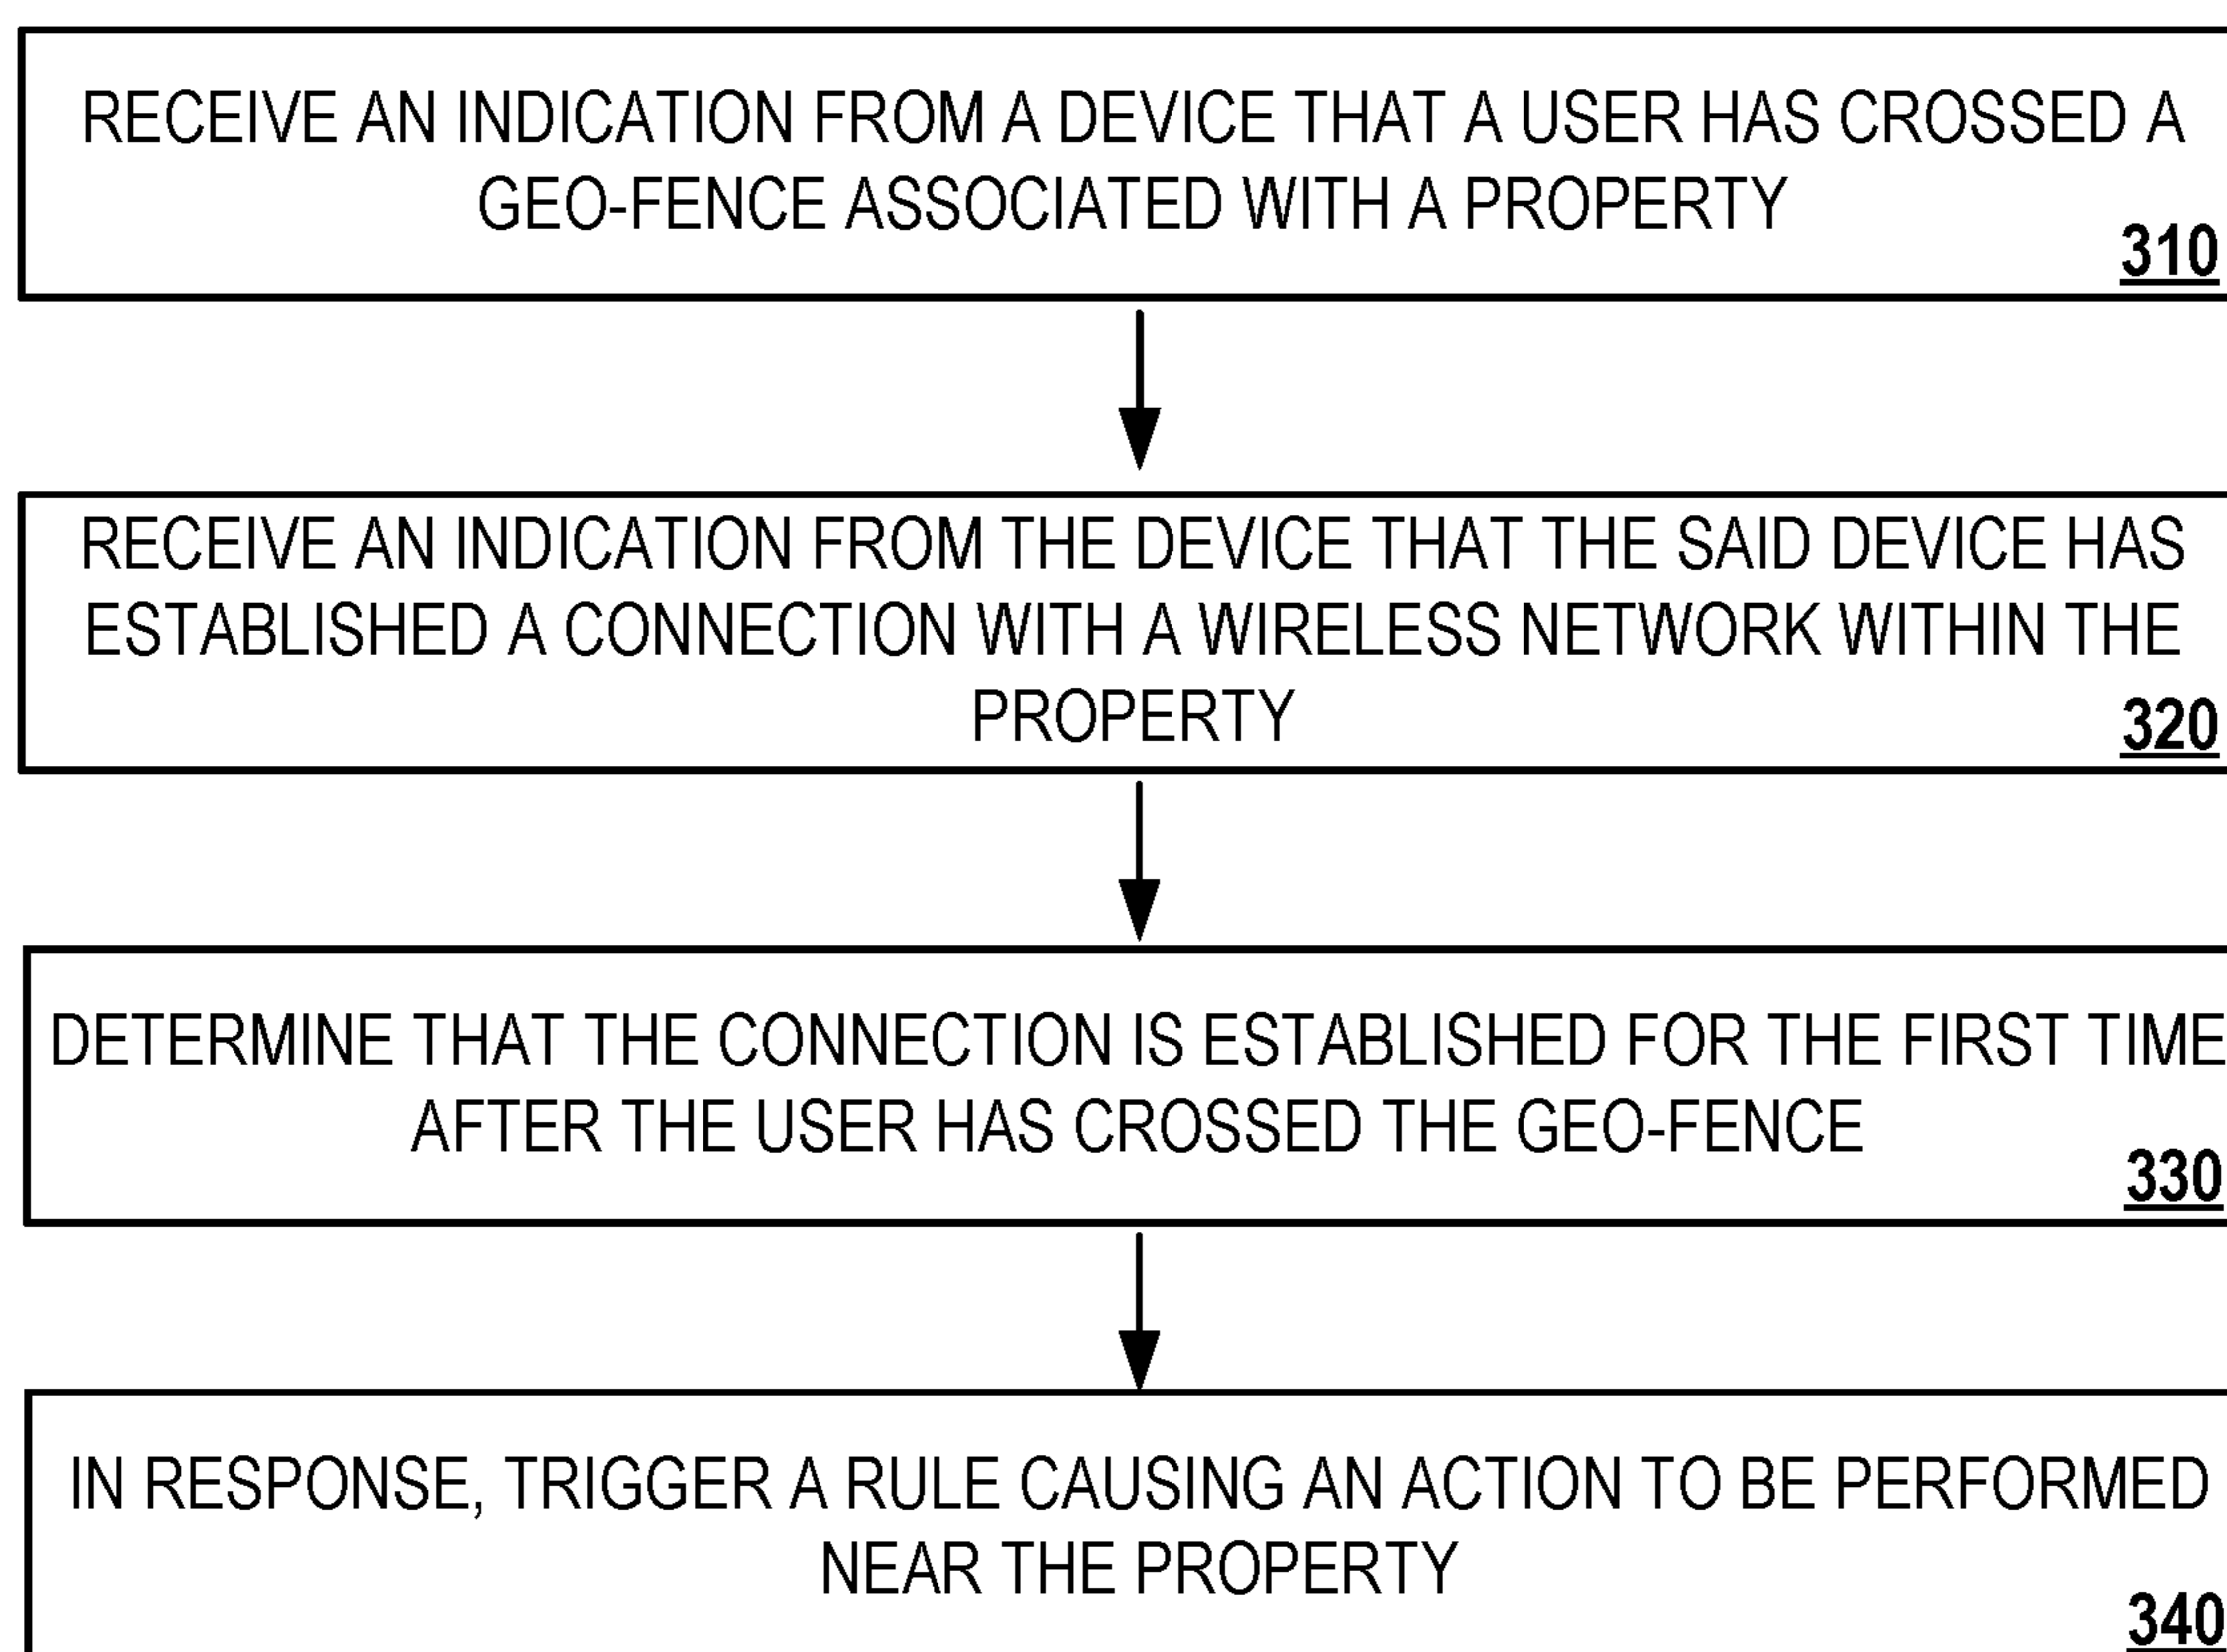 RECEIVE AN INDICATION FROM A DEVICE THAT A USER HAS CROSSED A
GEO-FENCE ASSOCIATED WITH A PROPERTY
310
RECEIVE AN INDICATION FROM THE DEVICE THAT THE SAID DEVICE HAS
ESTABLISHED A CONNECTION WITH A WIRELESS NETWORK WITHIN THE
PROPERTY
320
DETERMINE THAT THE CONNECTION IS ESTABLISHED FOR THE FIRST TIME
AFTER THE USER HAS CROSSED THE GEO-FENCE
330
IN RESPONSE, TRIGGER A RULE CAUSING AN ACTION TO BE PERFORMED
NEAR THE PROPERTY
340